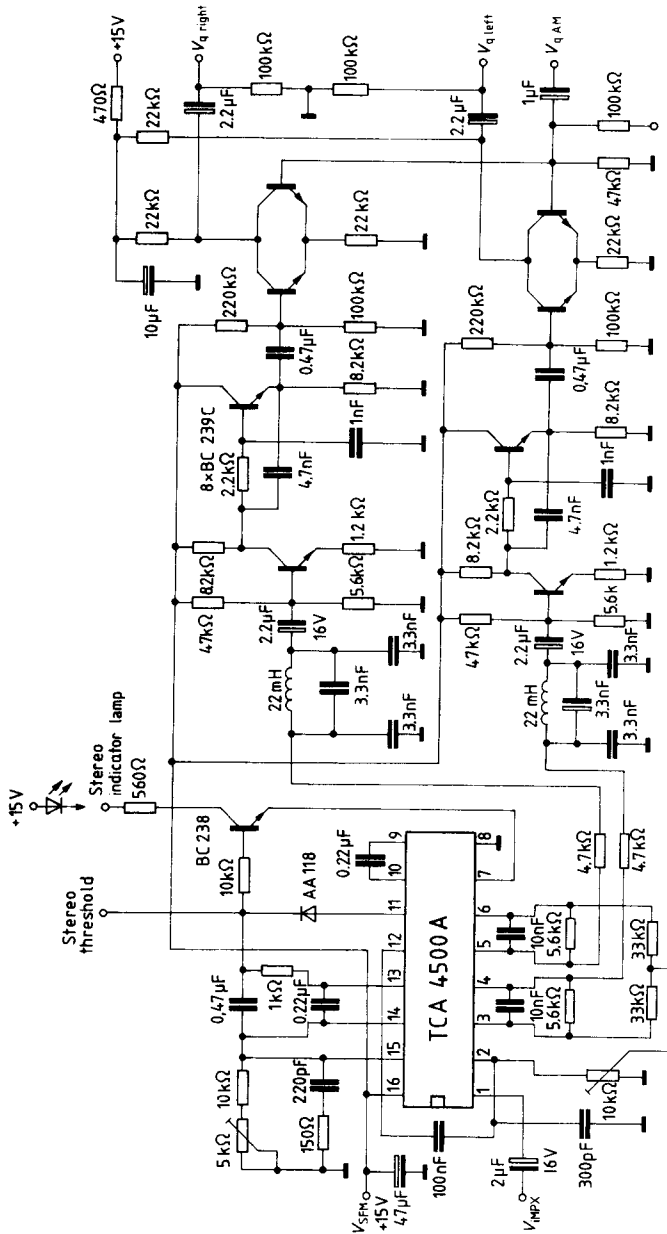 +15V
470Ω
V_q right
22kΩ
2.2μF
100kΩ
100kΩ
V_q left
2.2μF
V_q AM
1μF
100kΩ
22kΩ
10μF
22kΩ
47kΩ
22kΩ
220kΩ
0.47μF
100kΩ
220kΩ
0,47μF
100kΩ
8×BC 239C
2.2kΩ
4.7nF
1nF
8.2kΩ
2.2kΩ
4.7nF
1nF
8.2kΩ
8.2kΩ
47kΩ
2.2μF
16V
5.6kΩ
1.2kΩ
8.2kΩ
47kΩ
2.2μF
16V
5.6k
1.2kΩ
22mH
3.3nF
3.3nF
3.3nF
22mH
3.3nF
3.3nF
3.3nF
+15V
Stereo
indicator lamp
560Ω
BC 238
10kΩ
Stereo
threshold
AA 118
0.22μF
0,47μF
1kΩ
0.22μF
10kΩ
5kΩ
220pF
150Ω
V_SFM
+15V
47μF
100nF
16
15
14
13
12
11
10
9
TCA 4500 A
1
2
3
4
5
6
7
8
V_iMPX
2μF
16V
300pF
10kΩ
10nF
5.6kΩ
10nF
5.6kΩ
33kΩ
33kΩ
4.7kΩ
4.7kΩ